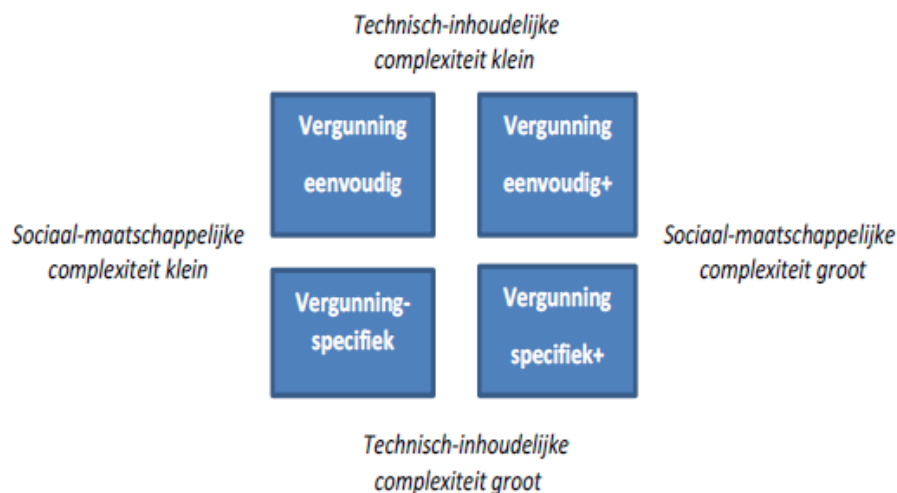 Technisch-inhoudelijke
complexiteit klein
Vergunning
eenvoudig
Vergunning
eenvoudig+
Sociaal-maatschappelijke
complexiteit klein
Sociaal-maatschappelijke
complexiteit groot
Vergunning-
specifiek
Vergunning
specifiek+
Technisch-inhoudelijke
complexiteit groot